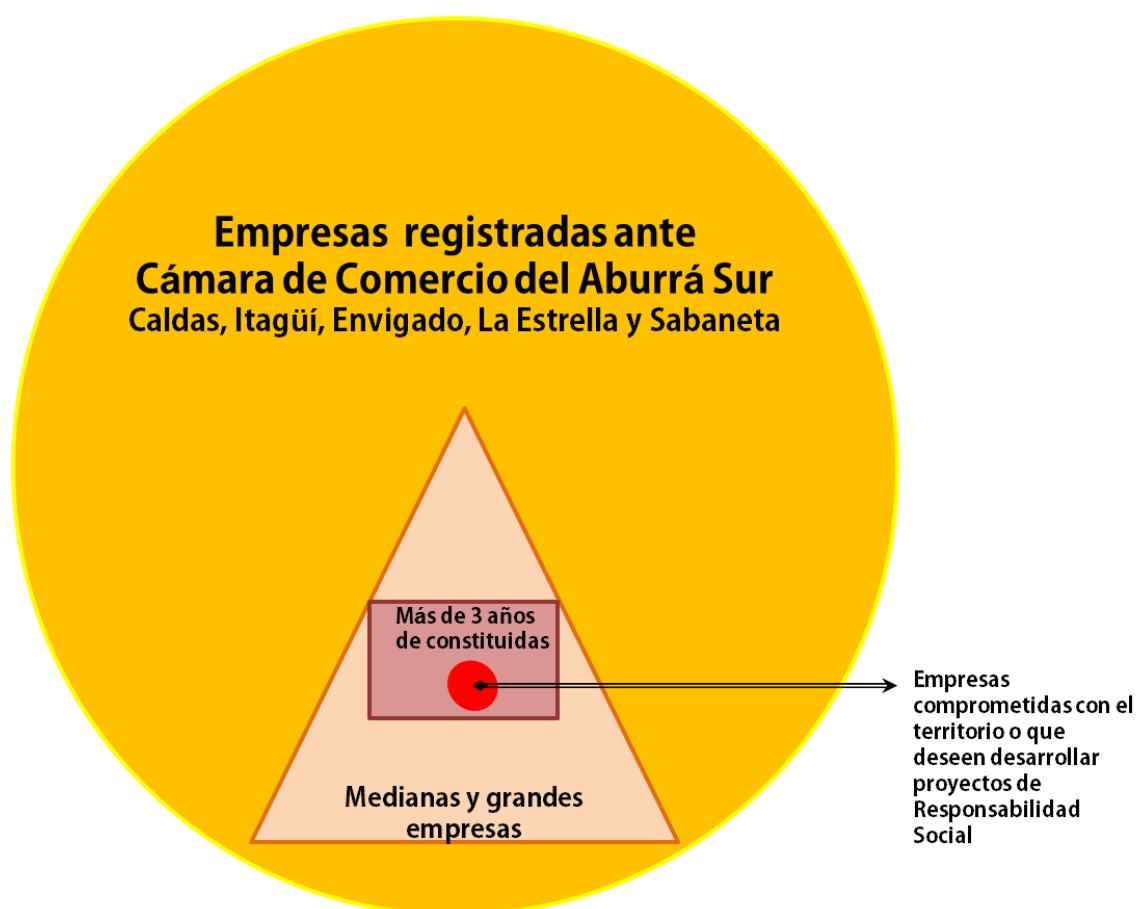 Empresas registradas ante
Cámara de Comercio del Aburrá Sur
Caldas, Itagüí, Envigado, La Estrella y Sabaneta
Más de 3 años
de constituidas
Empresas
comprometidas con el
territorio o que
deseen desarrollar
proyectos de
Responsabilidad
Social
Medianas y grandes
empresas